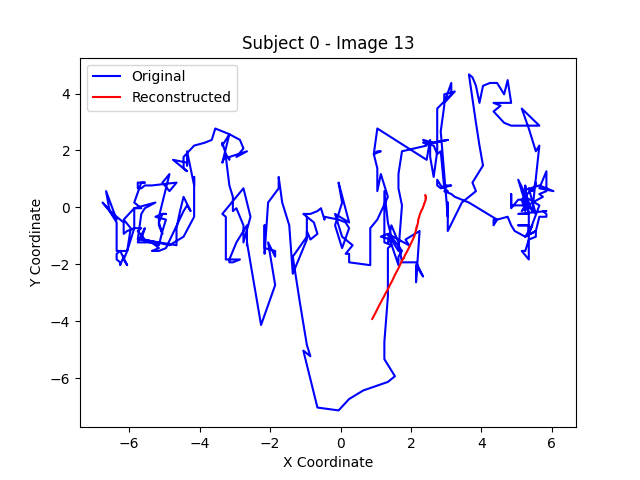 Subject 0 - Image 13
Original
Reconstructed
4
2
0
−2
−4
−6
Y Coordinate
−6
−4
−2
0
2
4
6
X Coordinate